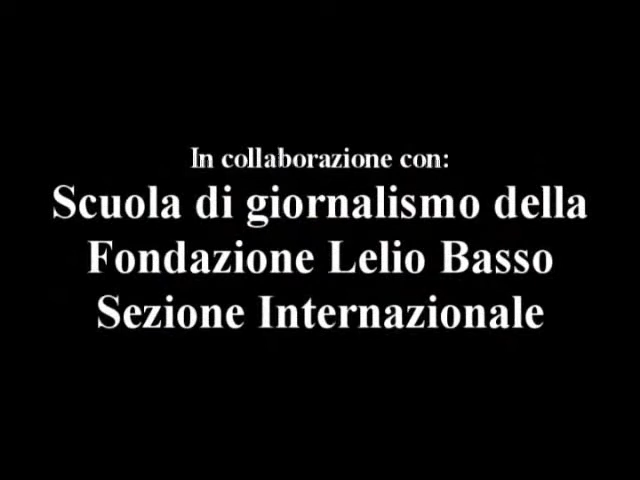 In collaborazione con:
Scuola di giornalismo della
Fondazione Lelio Basso
Sezione Internazionale